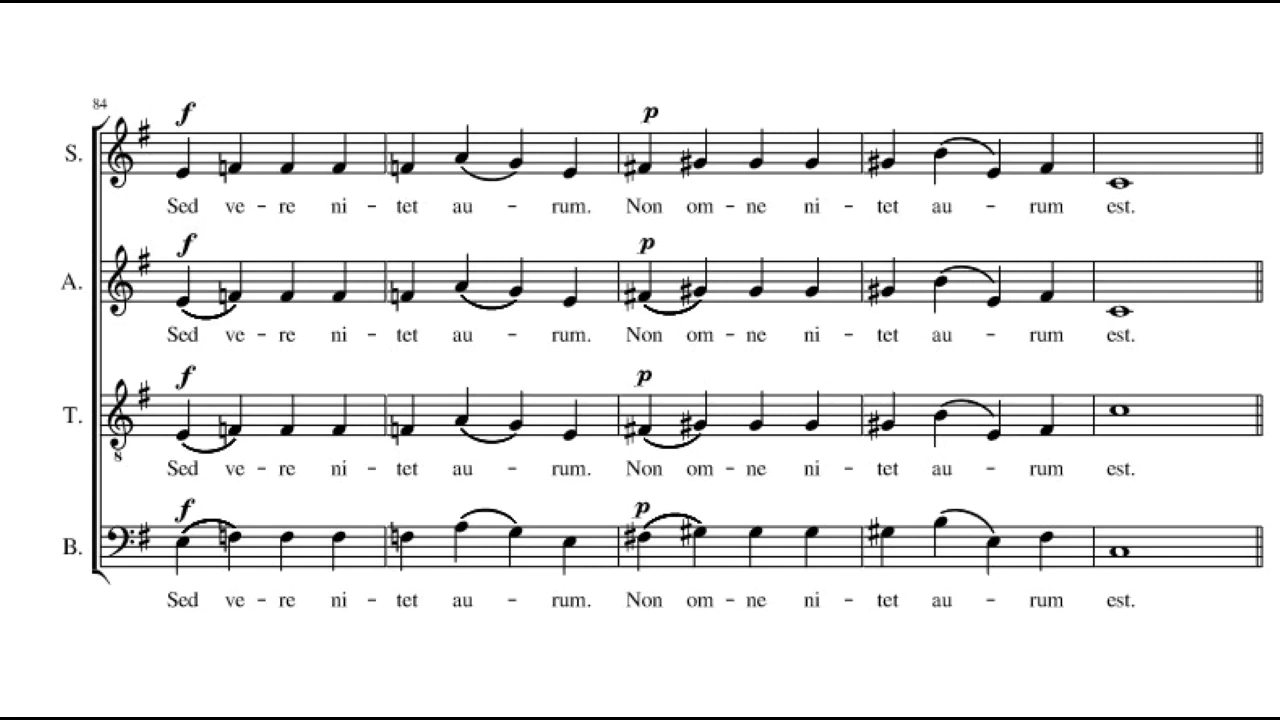 84
f p
S.
Sed ve - re ni - tet au - rum. Non om - ne ni - tet au - rum est.
f p
A.
Sed ve - re ni - tet au - rum. Non om - ne ni - tet au - rum est.
f p
T.
8
Sed ve - re ni - tet au - rum. Non om - ne ni - tet au - rum est.
f p
B.
Sed ve - re ni - tet au - rum. Non om - ne ni - tet au - rum est.